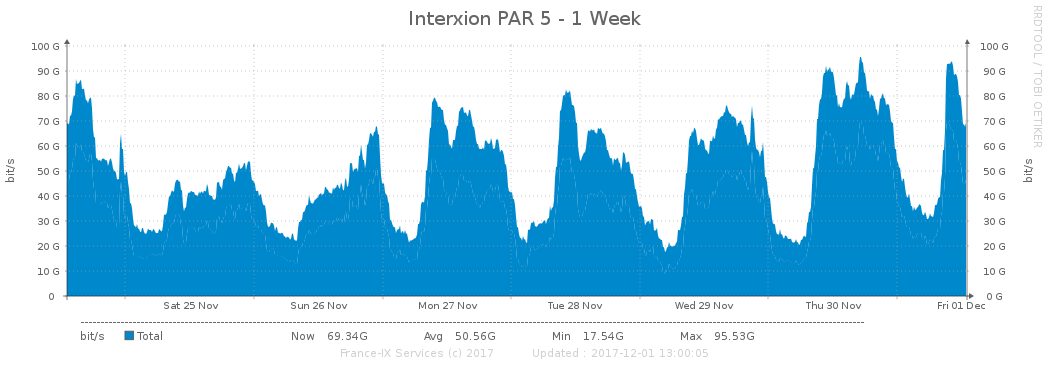 Interxion PAR 5 - 1 Week
RRDTOOL / TOBI OETIKER
bit/s
bit/s
100 G 100 G
90 G 90 G
80 G 80 G
70 G 70 G
60 G 60 G
50 G 50 G
40 G 40 G
30 G 30 G
20 G 20 G
10 G 10 G
0 0 G
Sat 25 Nov Sun 26 Nov Mon 27 Nov Tue 28 Nov Wed 29 Nov Thu 30 Nov Fri 01 Dec
bit/s Total Now 69.34G Avg 50.56G Min 17.54G Max 95.53G
France-IX Services (c) 2017 Updated : 2017-12-01 13:00:05